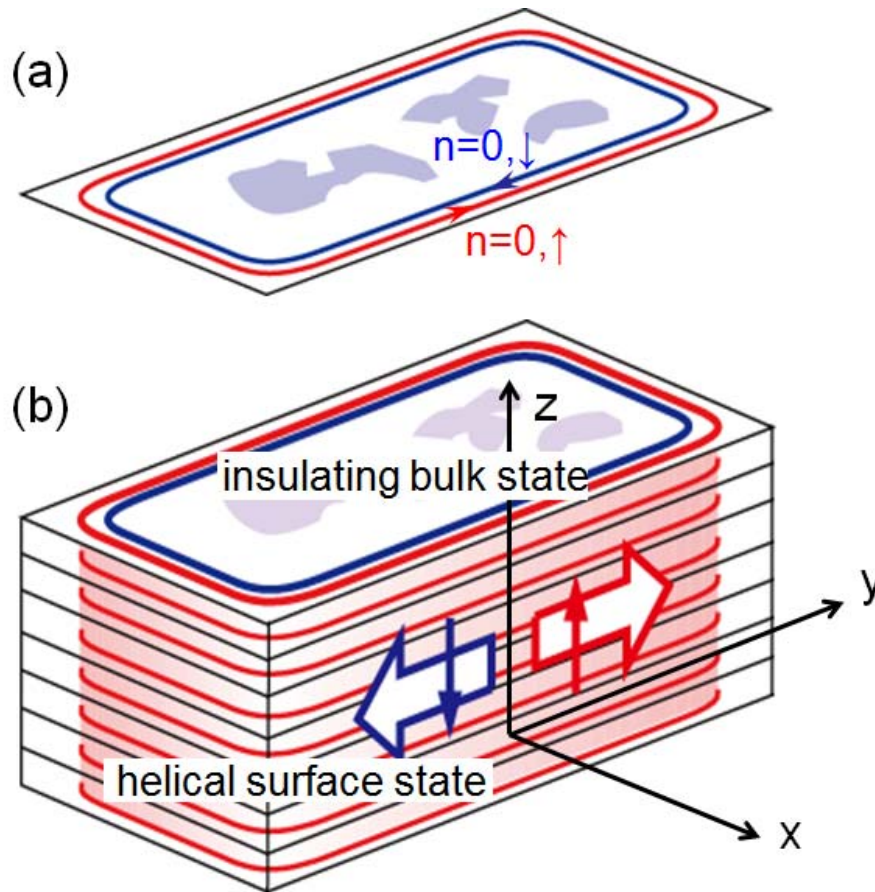 (a)
n=0,↓
n=0,↑
(b)
z
insulating bulk state
y
helical surface state
x